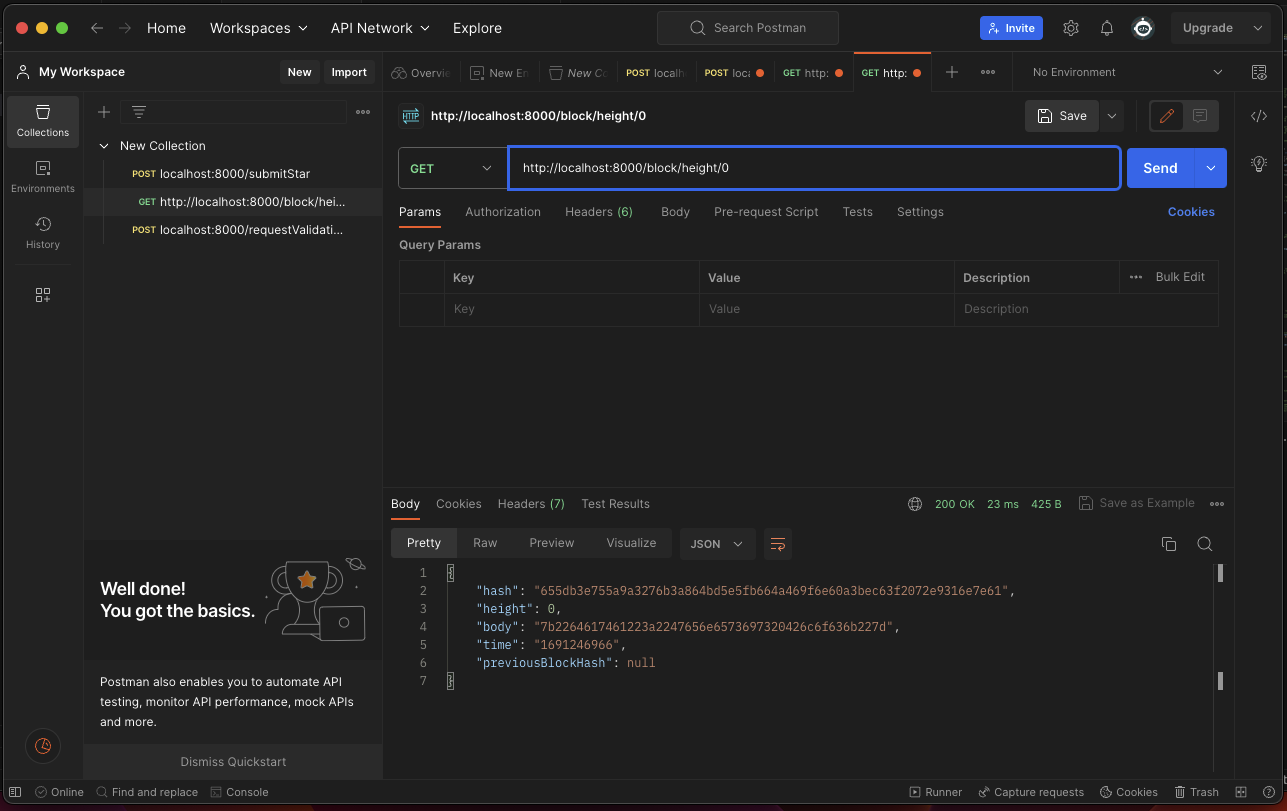 Home
Workspaces
API Network
Explore
Search Postman
Invite
Upgrade
My Workspace
New
Import
Overvie
New En
New Co
POST localh
POST loca
GET http:
GET http:
No Environment
Collections
Environments
History
New Collection
POST localhost:8000/submitStar
GET http://localhost:8000/block/hei...
POST localhost:8000/requestValidati...
HTTP
http://localhost:8000/block/height/0
Save
GET
http://localhost:8000/block/height/0
Send
Params
Authorization
Headers (6)
Body
Pre-request Script
Tests
Settings
Cookies
Query Params
Key
Value
Description
Bulk Edit
Key
Value
Description
Body
Cookies
Headers (7)
Test Results
200 OK
23 ms
425 B
Save as Example
Pretty
Raw
Preview
Visualize
JSON
1 {
2 "hash": "655db3e755a9a3276b3a864bd5e5fb664a469f6e60a3bec63f2072e9316e7e61",
3 "height": 0,
4 "body": "7b2264617461223a2247656e6573697320426c6f636b227d",
5 "time": "1691246966",
6 "previousBlockHash": null
7 }
Well done!
You got the basics.
Postman also enables you to automate API
testing, monitor API performance, mock APIs
and more.
Dismiss Quickstart
Online
Find and replace
Console
Runner
Capture requests
Cookies
Trash